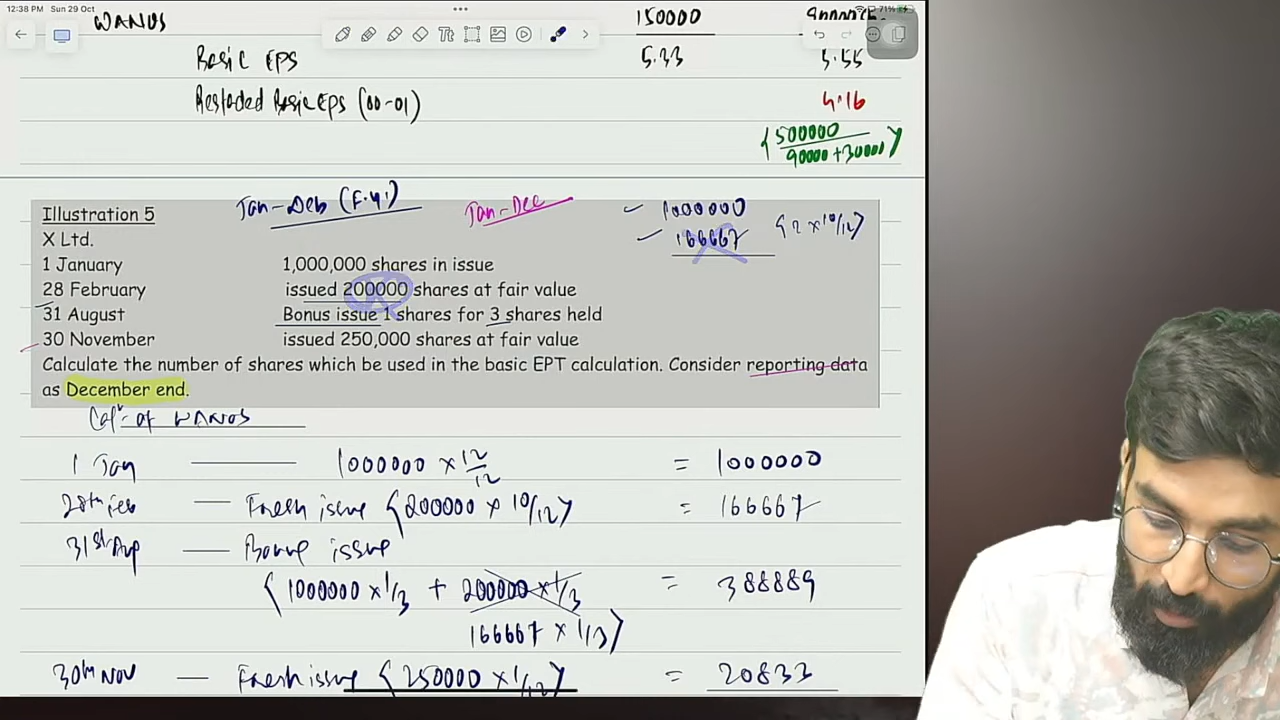 12:38 PM Sun 29 Oct
71%
WANOS 150000
Basic EPS 5.33 5.55
Basic EPS (00-01) 4.16
{500000
90000 + 30000}
Jan-Deb (F.y.) Jan-Dec 1000000
Illustration 5
166667 {2 × 10/12}
X Ltd.
1 January 1,000,000 shares in issue
28 February issued 200000 shares at fair value
31 August Bonus issue 1 shares for 3 shares held
30 November issued 250,000 shares at fair value
Calculate the number of shares which be used in the basic EPT calculation. Consider reporting data
as December end.
Calⁿ of WANOS
1 Jan 1000000 × 12/12 = 1000000
28th Feb Fresh issue {200000 × 10/12} = 166667
31st Aug Bonus issue
{1000000 × 1/3 + 200000 × 1/3 = 388889
166667 × 1/3}
30th Nov Fresh issue {250000 × 1/12} = 20833